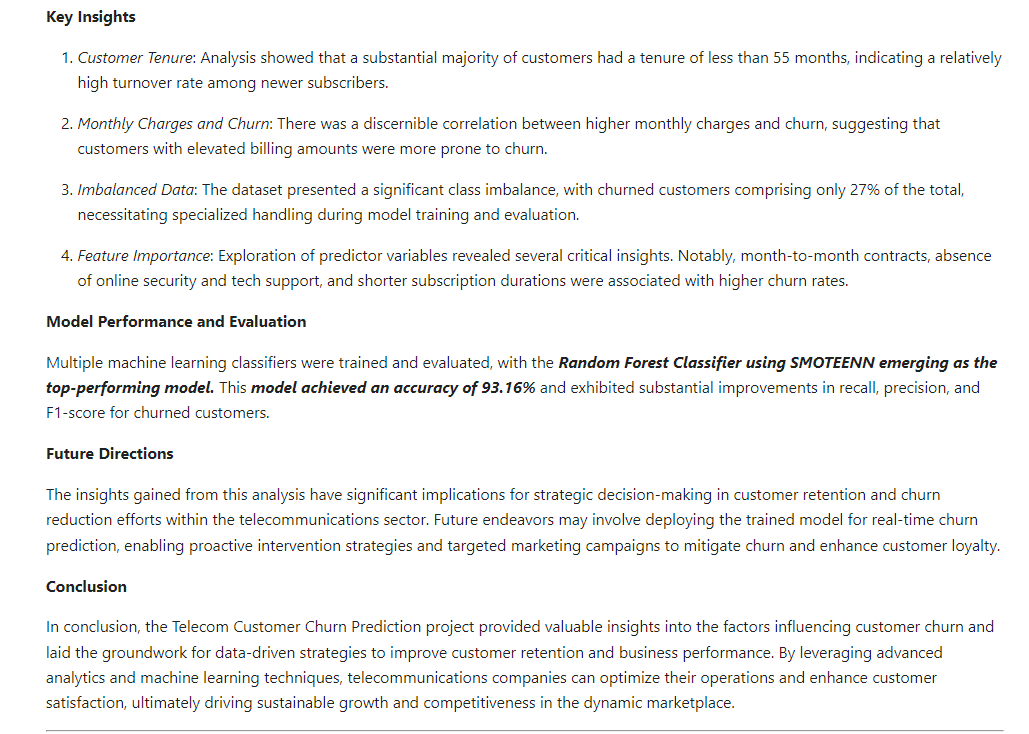 Key Insights
1. Customer Tenure: Analysis showed that a substantial majority of customers had a tenure of less than 55 months, indicating a relatively
high turnover rate among newer subscribers.
2. Monthly Charges and Churn: There was a discernible correlation between higher monthly charges and churn, suggesting that
customers with elevated billing amounts were more prone to churn.
3. Imbalanced Data: The dataset presented a significant class imbalance, with churned customers comprising only 27% of the total,
necessitating specialized handling during model training and evaluation.
4. Feature Importance: Exploration of predictor variables revealed several critical insights. Notably, month-to-month contracts, absence
of online security and tech support, and shorter subscription durations were associated with higher churn rates.
Model Performance and Evaluation
Multiple machine learning classifiers were trained and evaluated, with the Random Forest Classifier using SMOTEENN emerging as the
top-performing model. This model achieved an accuracy of 93.16% and exhibited substantial improvements in recall, precision, and
F1-score for churned customers.
Future Directions
The insights gained from this analysis have significant implications for strategic decision-making in customer retention and churn
reduction efforts within the telecommunications sector. Future endeavors may involve deploying the trained model for real-time churn
prediction, enabling proactive intervention strategies and targeted marketing campaigns to mitigate churn and enhance customer loyalty.
Conclusion
In conclusion, the Telecom Customer Churn Prediction project provided valuable insights into the factors influencing customer churn and
laid the groundwork for data-driven strategies to improve customer retention and business performance. By leveraging advanced
analytics and machine learning techniques, telecommunications companies can optimize their operations and enhance customer
satisfaction, ultimately driving sustainable growth and competitiveness in the dynamic marketplace.